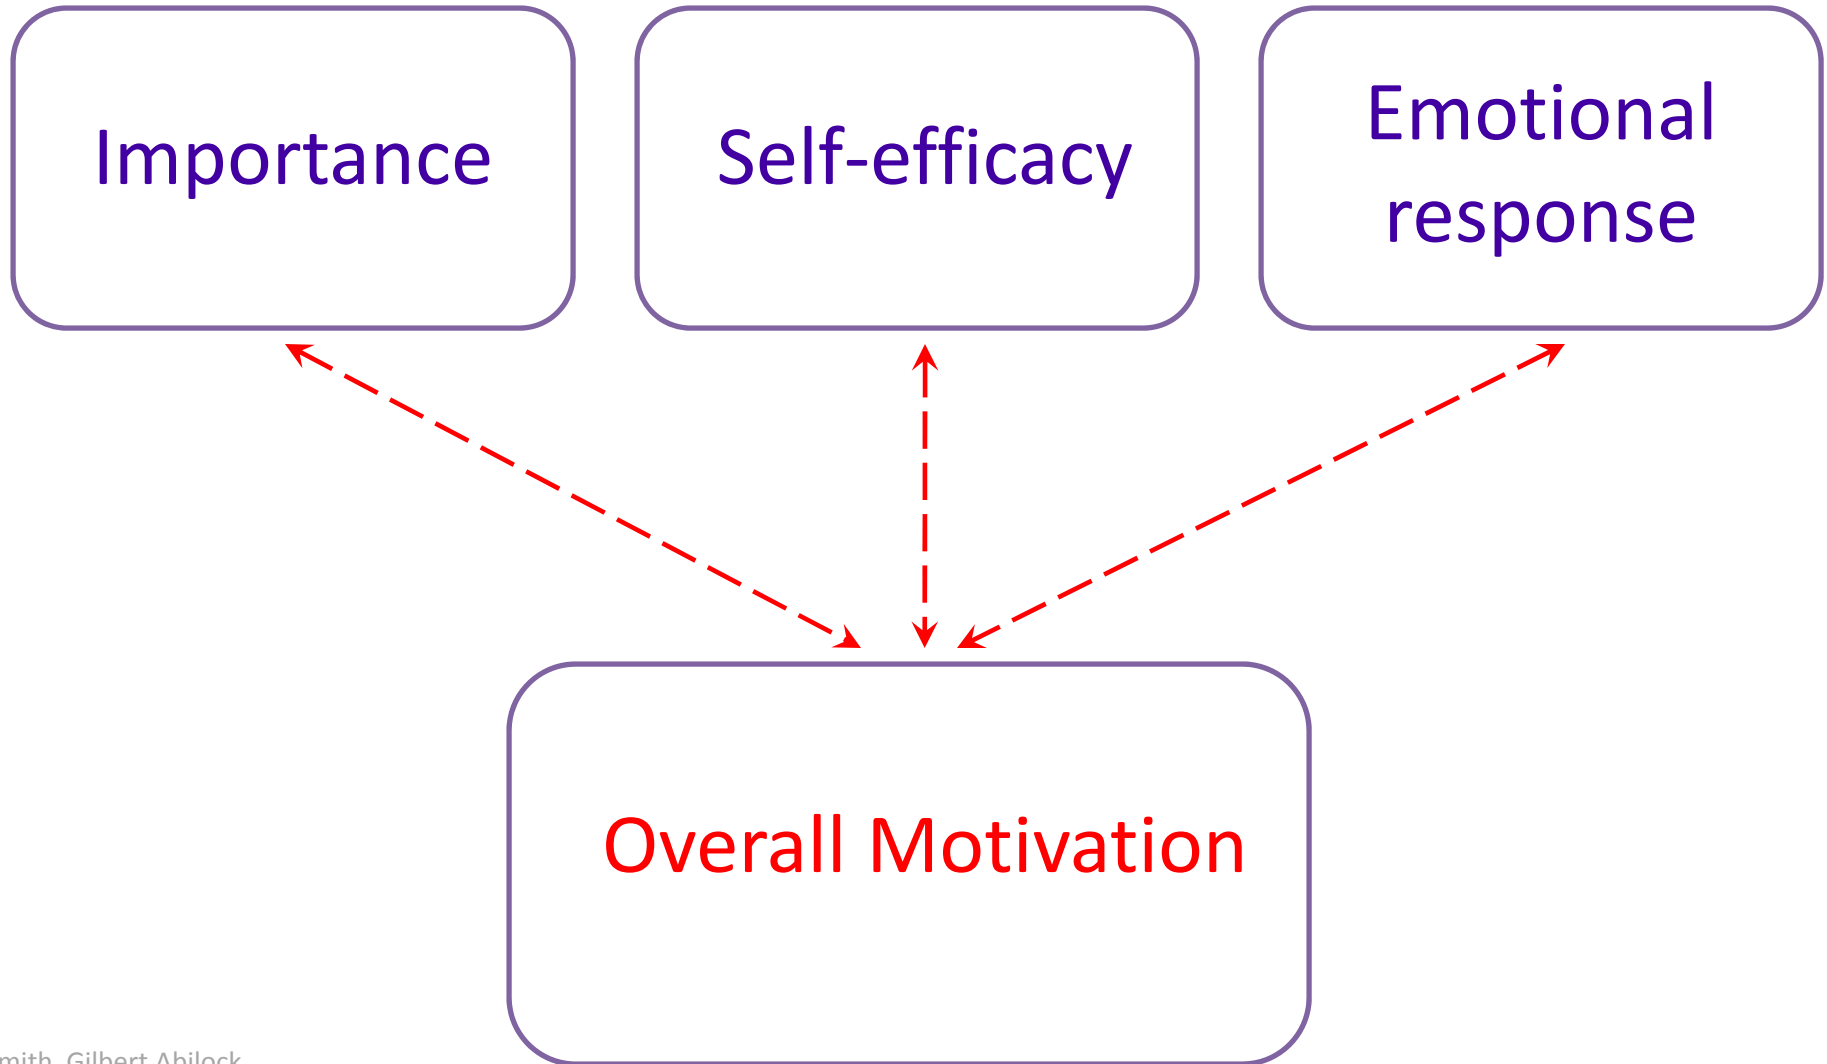 Importance
Self-efficacy
Emotional
response
Overall Motivation
Gilbert Abilock